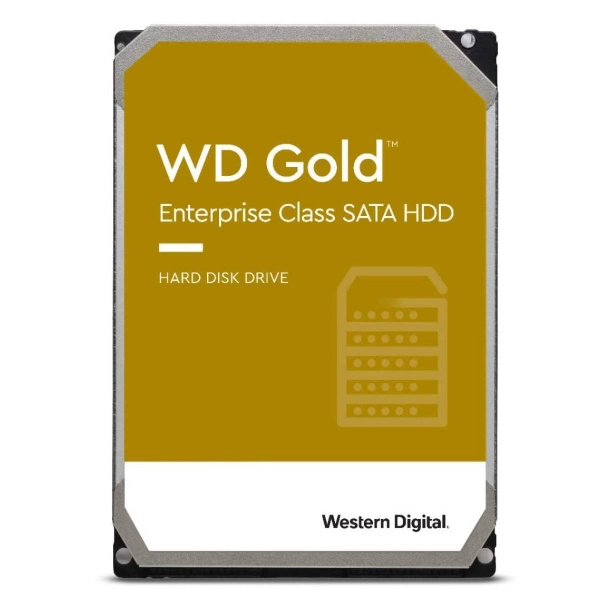 WD Gold™
Enterprise Class SATA HDD
HARD DISK DRIVE
Western Digital.